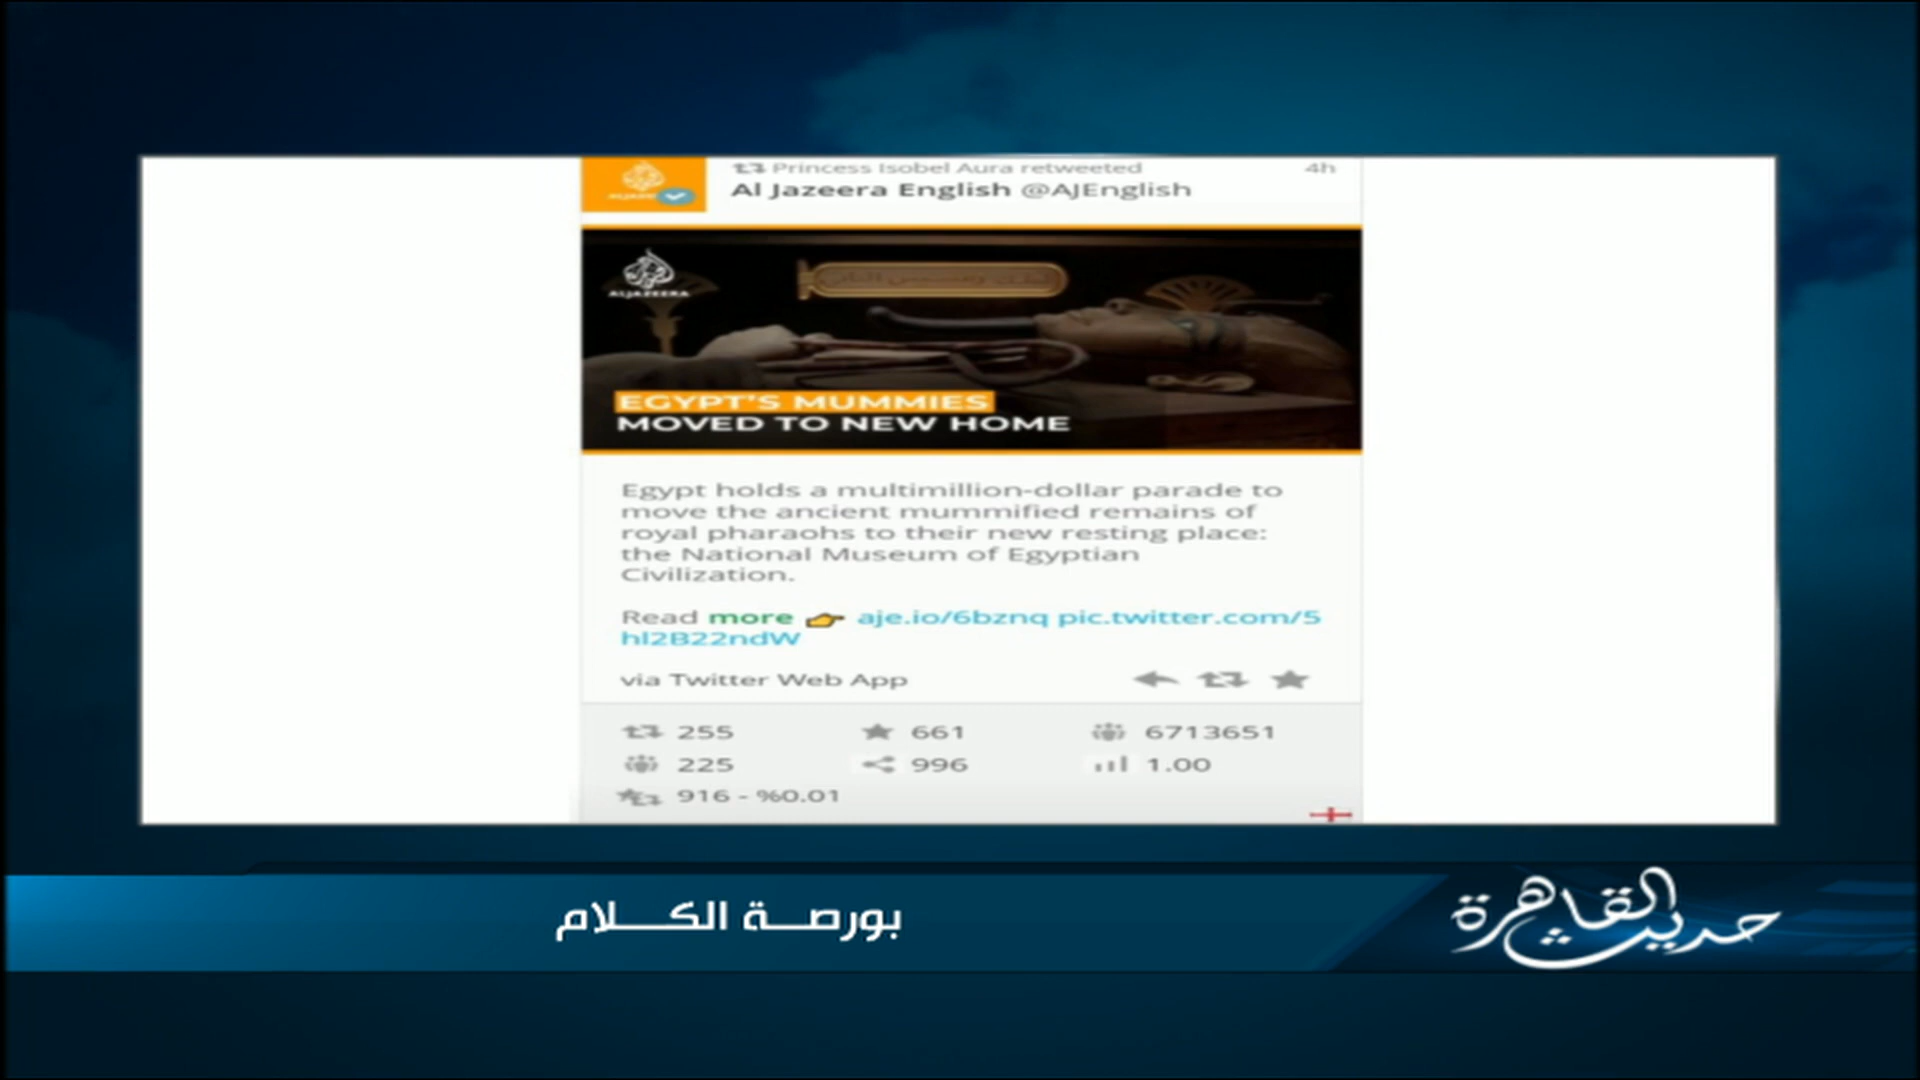 Princess Isobel Aura retweeted 4h
Al Jazeera English @AJEnglish
ALJAZEERA
EGYPT'S MUMMIES
MOVED TO NEW HOME
Egypt holds a multimillion-dollar parade to
move the ancient mummified remains of
royal pharaohs to their new resting place:
the National Museum of Egyptian
Civilization.
Read more 👉 aje.io/6bznq pic.twitter.com/5
hl2B22ndW
via Twitter Web App
255 661 6713651
225 996 1.00
916 - %0.01
بورصة الكلام
حديث القاهرة